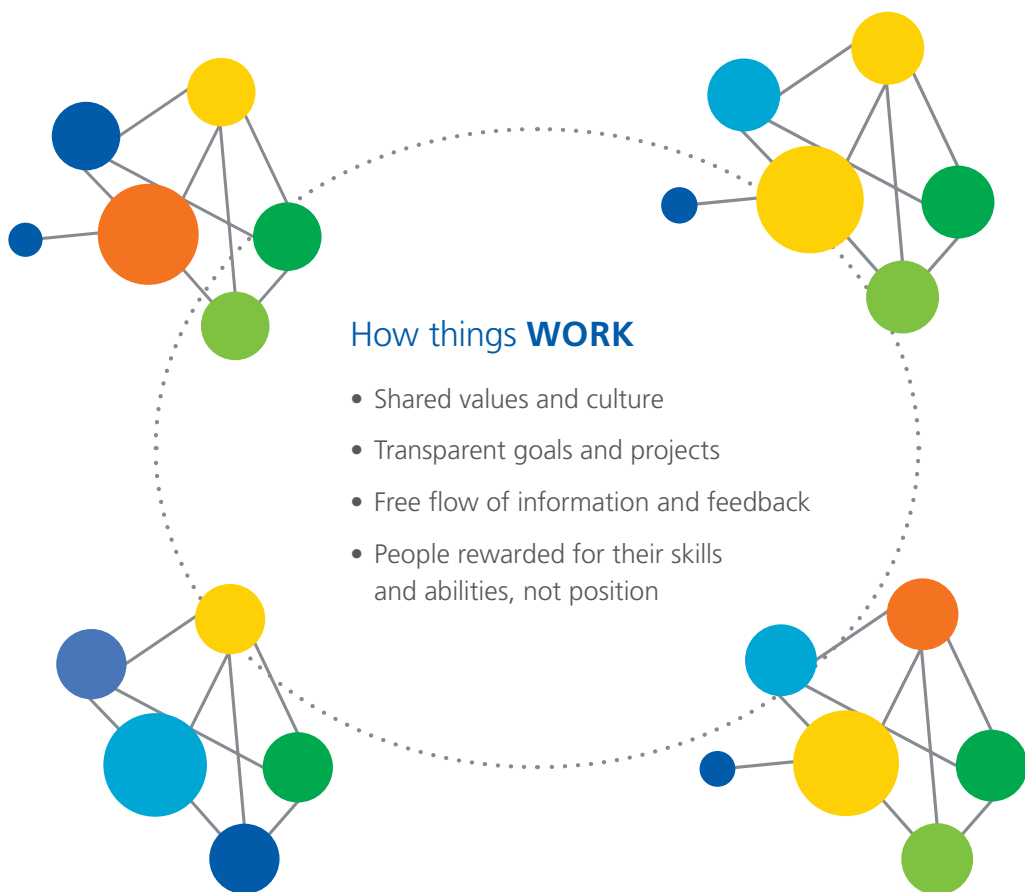 How things WORK
• Shared values and culture
• Transparent goals and projects
• Free flow of information and feedback
• People rewarded for their skills
and abilities, not position